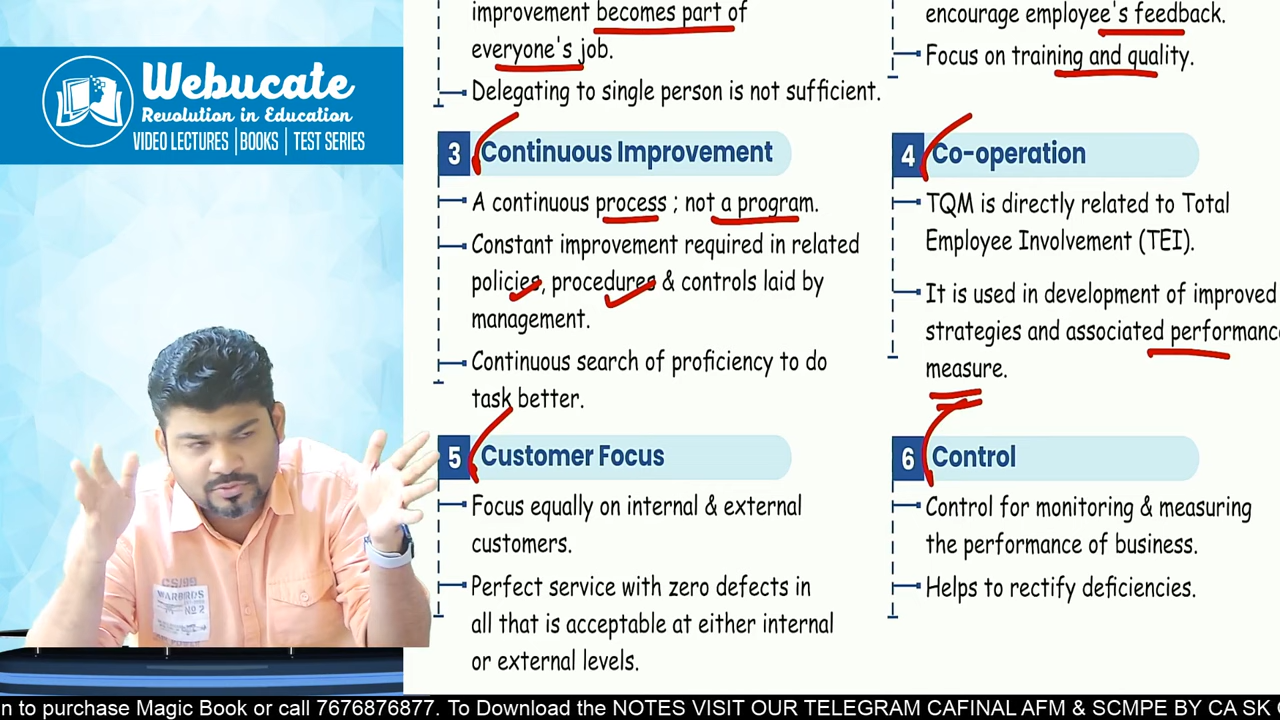 Webucate
Revolution in Education
VIDEO LECTURES | BOOKS | TEST SERIES
improvement becomes part of
everyone's job.
Delegating to single person is not sufficient.
encourage employee's feedback.
Focus on training and quality.
3 Continuous Improvement
A continuous process ; not a program.
Constant improvement required in related
policies, procedures & controls laid by
management.
Continuous search of proficiency to do
task better.
4 Co-operation
TQM is directly related to Total
Employee Involvement (TEI).
It is used in development of improved
strategies and associated performance
measure.
5 Customer Focus
Focus equally on internal & external
customers.
Perfect service with zero defects in
all that is acceptable at either internal
or external levels.
6 Control
Control for monitoring & measuring
the performance of business.
Helps to rectify deficiencies.
CS/89
WARBIRDS
Nº 2
n to purchase Magic Book or call 7676876877. To Download the NOTES VISIT OUR TELEGRAM CAFINAL AFM & SCMPE BY CA SK